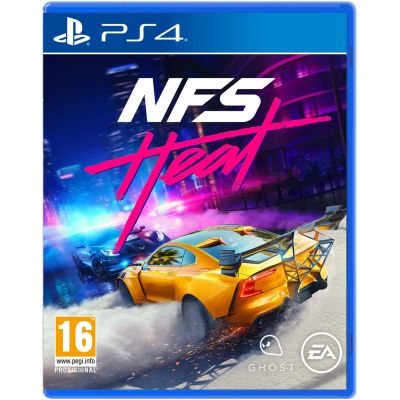 PS4
NFS
Heat
16
www.pegi.info
PROVISIONAL
GHOST
EA